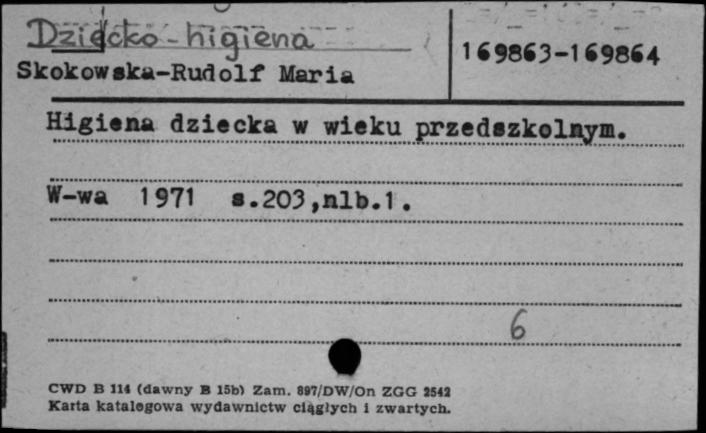 Dziecko - higiena
169863-169864
Skokowska-Rudolf Maria
Higiena dziecka w wieku przedszkolnym.
W-wa 1971 s.203,nlb.1.
6
CWD B 114 (dawny B 15b) Zam. 897/DW/On ZGG 2542
Karta katalogowa wydawnictw ciągłych i zwartych.